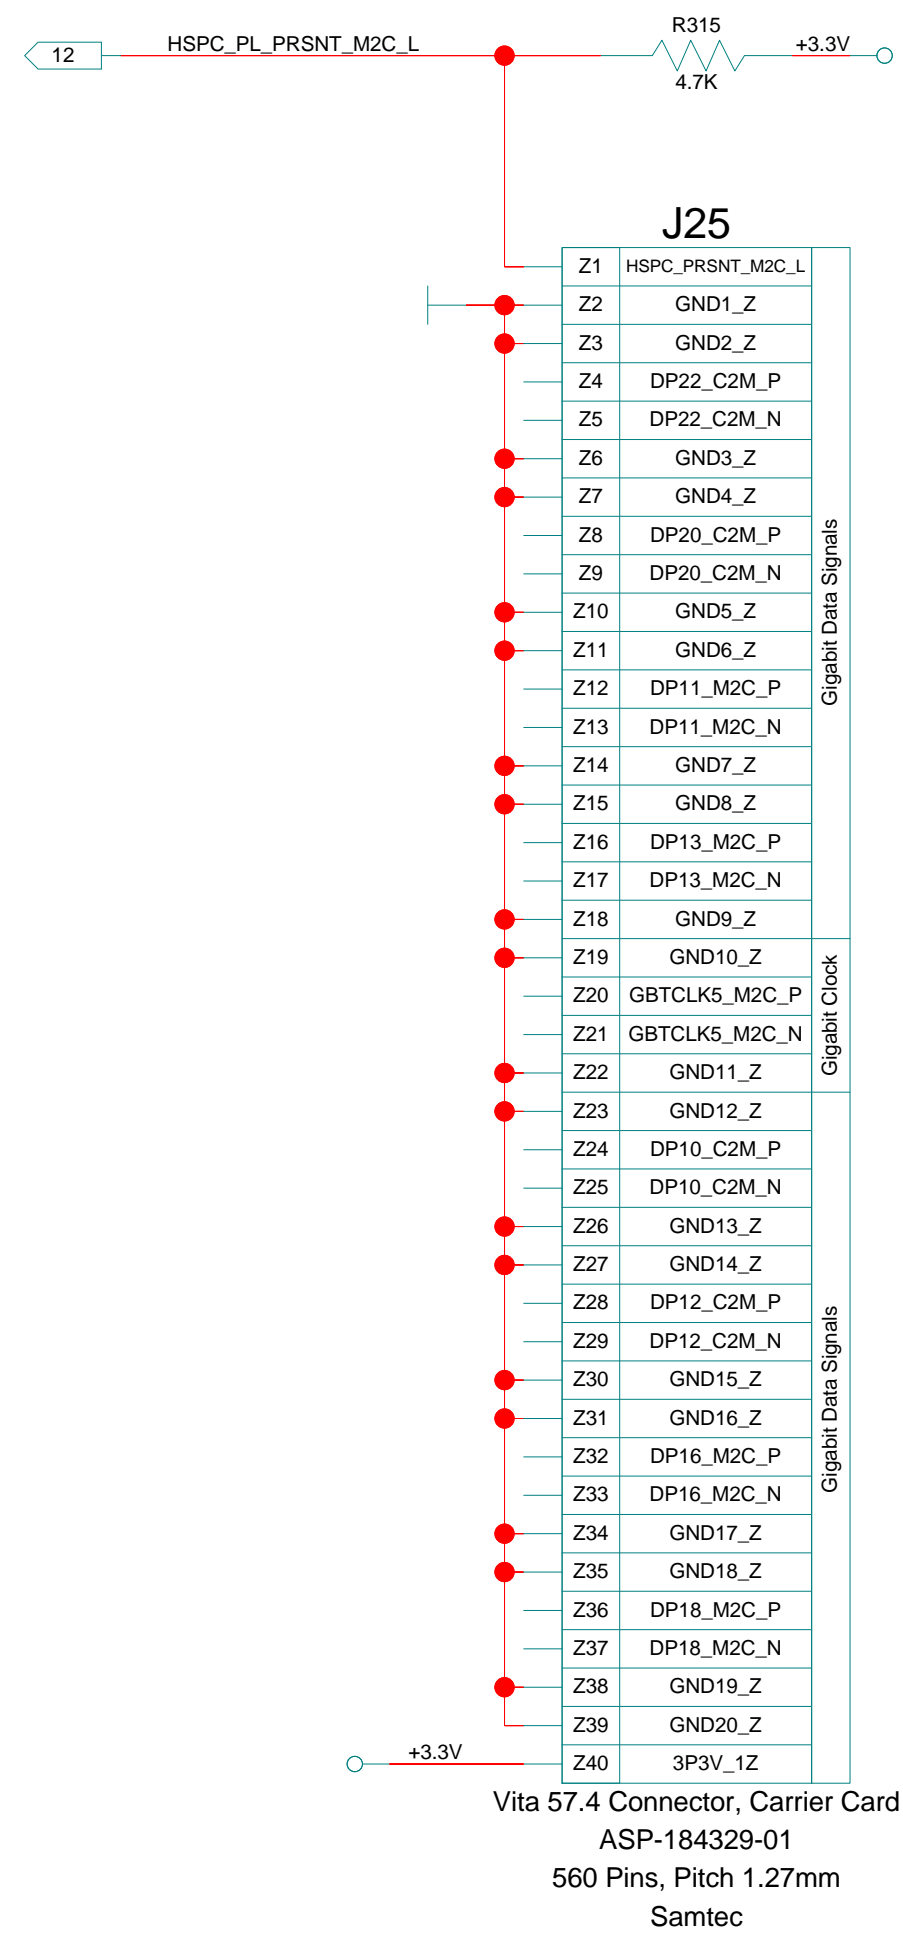 R315
12 HSPC_PL_PRSNT_M2C_L +3.3V
4.7K
J25
Z1 HSPC_PRSNT_M2C_L
Z2 GND1_Z
Z3 GND2_Z
Z4 DP22_C2M_P
Z5 DP22_C2M_N
Z6 GND3_Z
Z7 GND4_Z
Z8 DP20_C2M_P
Z9 DP20_C2M_N
Z10 GND5_Z
Z11 GND6_Z
Z12 DP11_M2C_P
Z13 DP11_M2C_N
Z14 GND7_Z
Z15 GND8_Z
Z16 DP13_M2C_P
Z17 DP13_M2C_N
Z18 GND9_Z
Gigabit Data Signals
Z19 GND10_Z
Z20 GBTCLK5_M2C_P
Z21 GBTCLK5_M2C_N
Z22 GND11_Z
Gigabit Clock
Z23 GND12_Z
Z24 DP10_C2M_P
Z25 DP10_C2M_N
Z26 GND13_Z
Z27 GND14_Z
Z28 DP12_C2M_P
Z29 DP12_C2M_N
Z30 GND15_Z
Z31 GND16_Z
Z32 DP16_M2C_P
Z33 DP16_M2C_N
Z34 GND17_Z
Z35 GND18_Z
Z36 DP18_M2C_P
Z37 DP18_M2C_N
Z38 GND19_Z
Z39 GND20_Z
+3.3V Z40 3P3V_1Z
Gigabit Data Signals
Vita 57.4 Connector, Carrier Card
ASP-184329-01
560 Pins, Pitch 1.27mm
Samtec